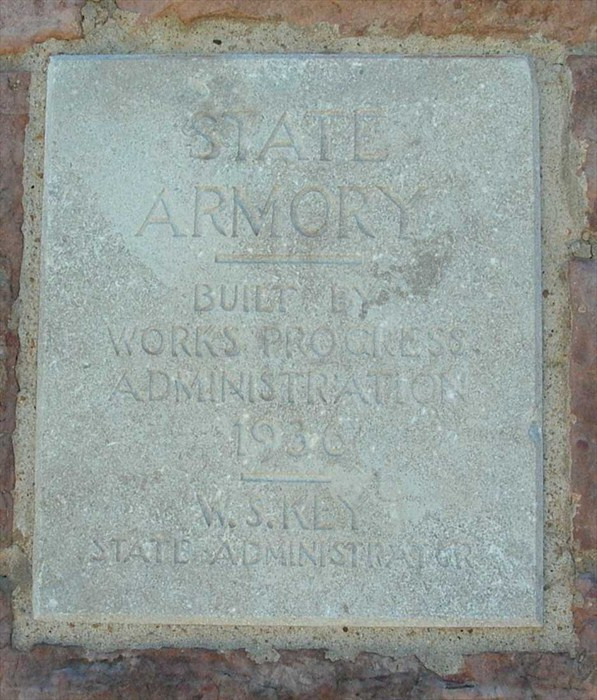 STATE
ARMORY
BUILT BY
WORKS PROGRESS
ADMINISTRATION
1936
W.S. KEY
STATE ADMINISTRATOR